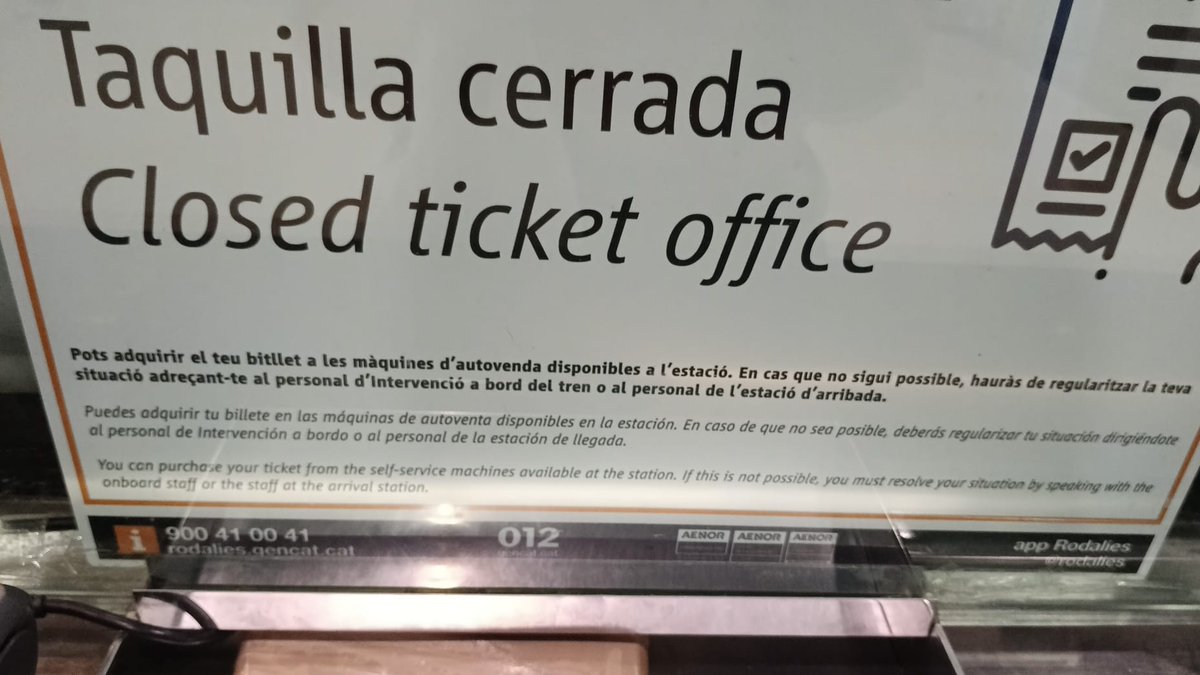 Taquilla cerrada
Closed ticket office
Pots adquirir el teu bitllet a les màquines d'autovenda disponibles a l'estació. En cas que no sigui possible, hauràs de regularitzar la teva
situació adreçant-te al personal d'Intervenció a bord del tren o al personal de l'estació d'arribada.
Puedes adquirir tu billete en las máquinas de autoventa disponibles en la estación. En caso de que no sea posible, deberás regularizar tu situación dirigiéndote
al personal de Intervención a bordo o al personal de la estación de llegada.
You can purchase your ticket from the self-service machines available at the station. If this is not possible, you must resolve your situation by speaking with the
onboard staff or the staff at the arrival station.
i 900 41 00 41
rodalies.gencat.cat
012
gencat.cat
AENOR AENOR AENOR
app Rodalies
@rodalies